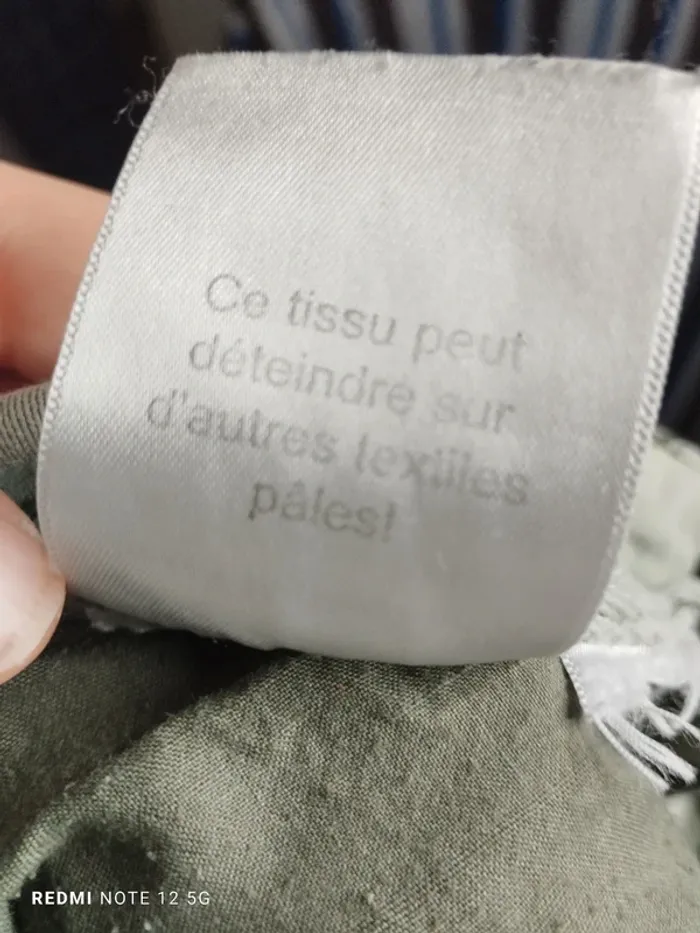 Ce tissu peut
déteindre sur
d'autres textiles
pâles!
REDMI NOTE 12 5G